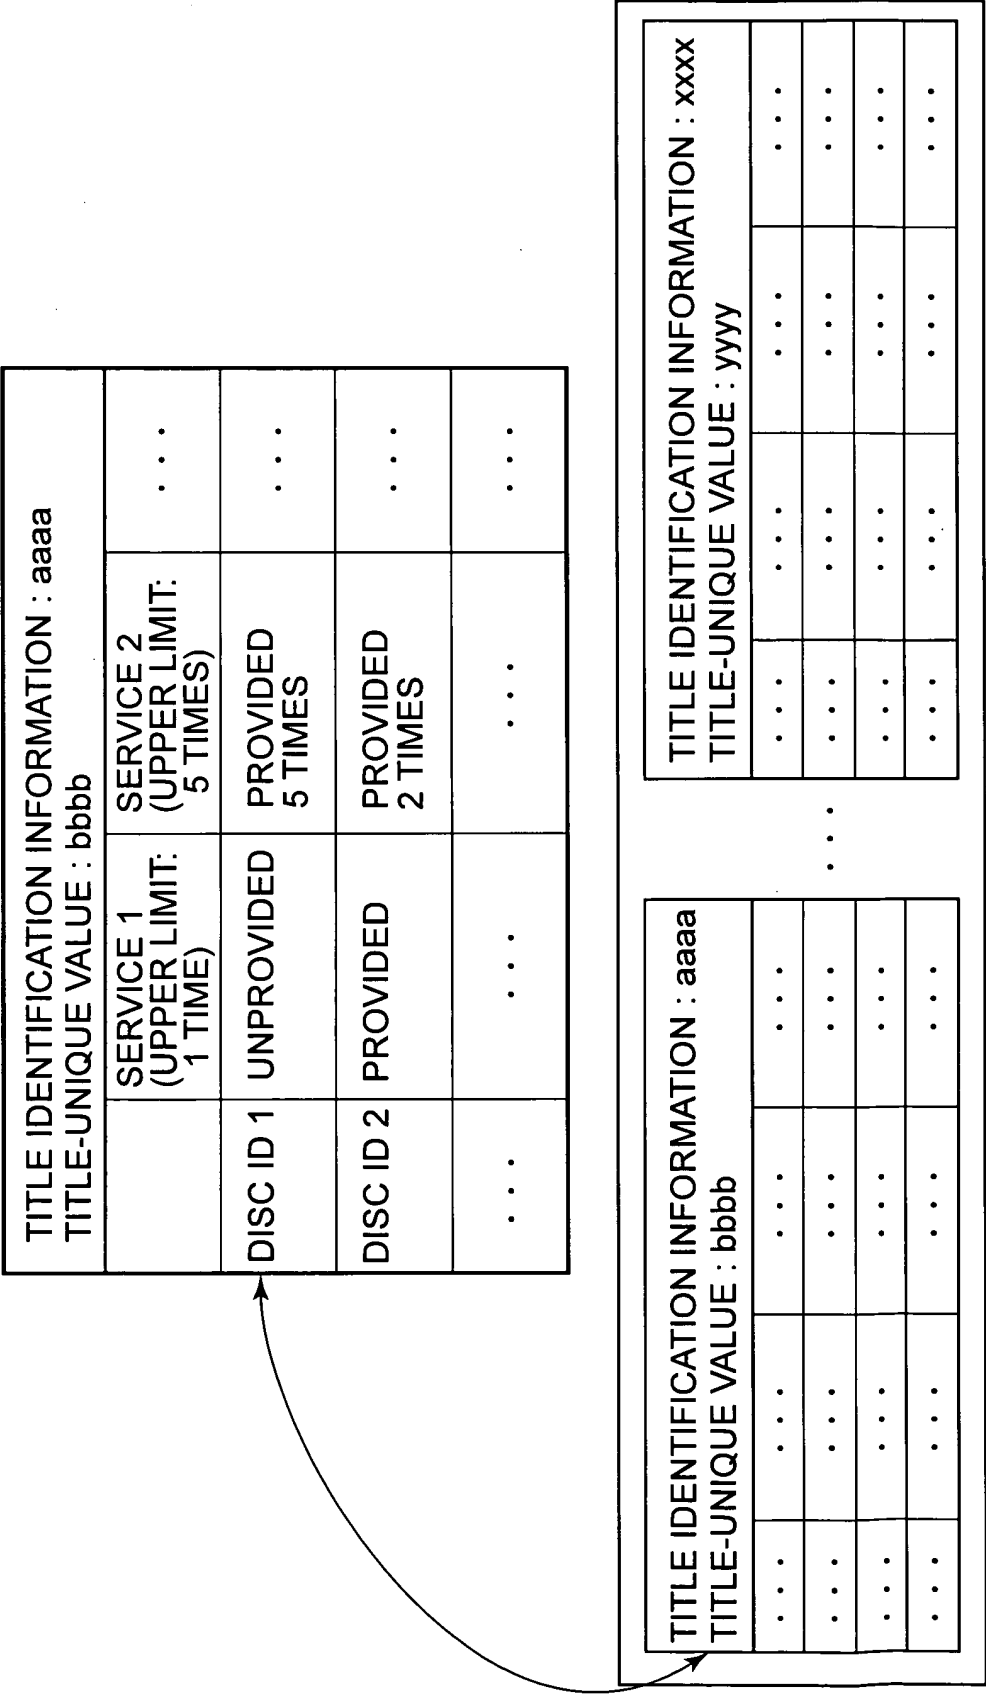 TITLE IDENTIFICATION INFORMATION : aaaa
TITLE-UNIQUE VALUE : bbbb
SERVICE 1
(UPPER LIMIT:
1 TIME)
SERVICE 2
(UPPER LIMIT:
5 TIMES)
. . .
DISC ID 1
UNPROVIDED
PROVIDED
5 TIMES
. . .
DISC ID 2
PROVIDED
PROVIDED
2 TIMES
. . .
. . .
. . .
. . .
. . .
TITLE IDENTIFICATION INFORMATION : aaaa
TITLE-UNIQUE VALUE : bbbb
. . . . . . . . . . . .
. . . . . . . . . . . .
. . . . . . . . . . . .
. . . . . . . . . . . .
. . .
TITLE IDENTIFICATION INFORMATION : xxxx
TITLE-UNIQUE VALUE : yyyy
. . . . . . . . . . . .
. . . . . . . . . . . .
. . . . . . . . . . . .
. . . . . . . . . . . .